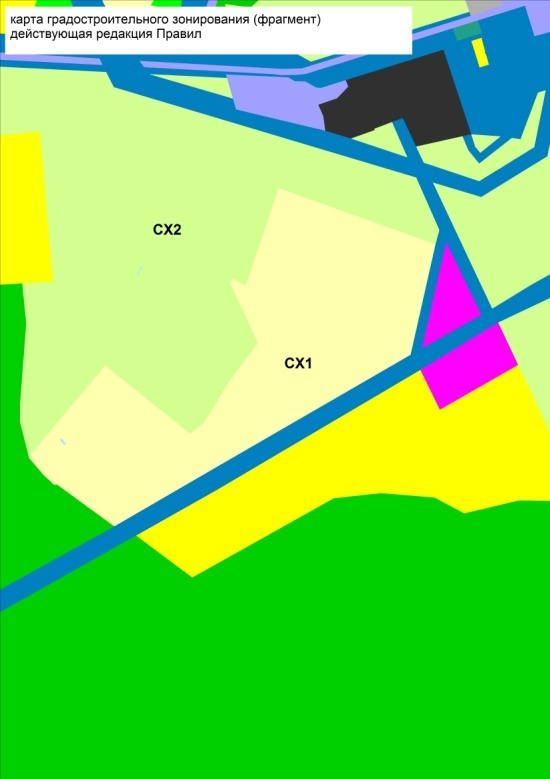 карта градостроительного зонирования (фрагмент)
действующая редакция Правил
СХ2
СХ1